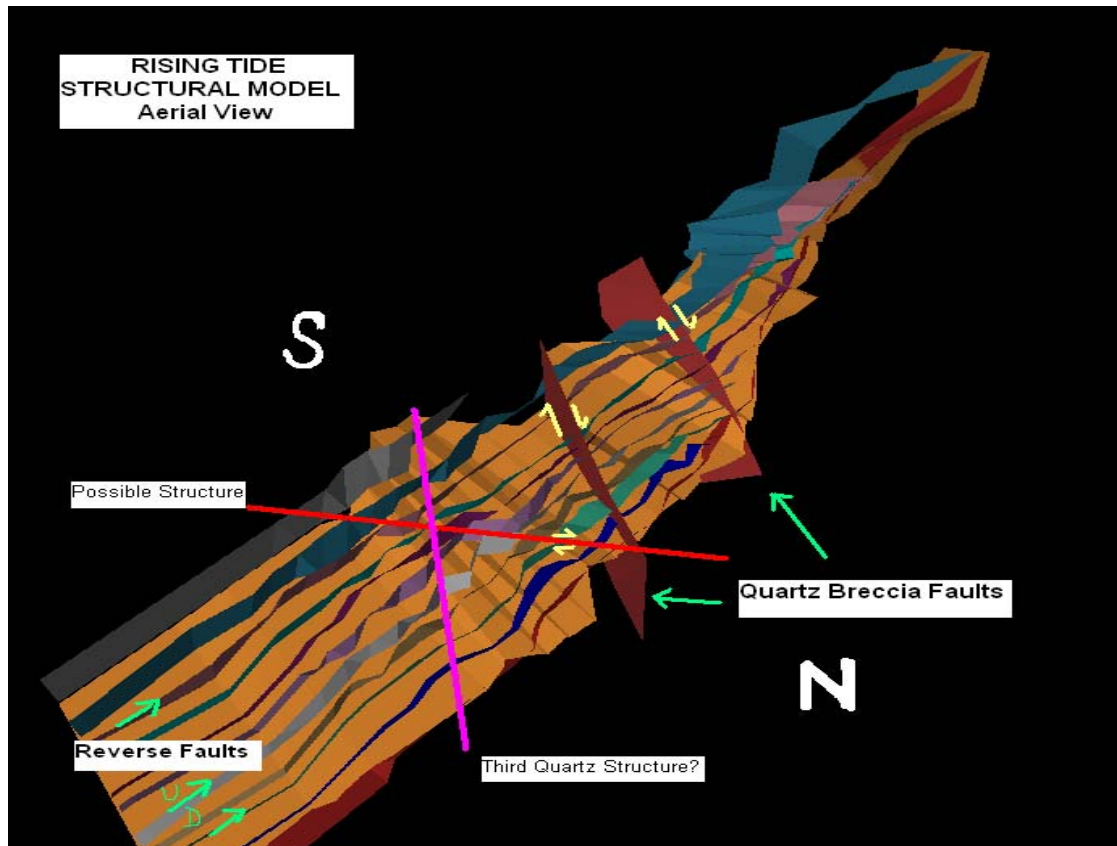 RISING TIDE
STRUCTURAL MODEL
Aerial View
S
Possible Structure
Quartz Breccia Faults
N
Reverse Faults
Third Quartz Structure?
U
D